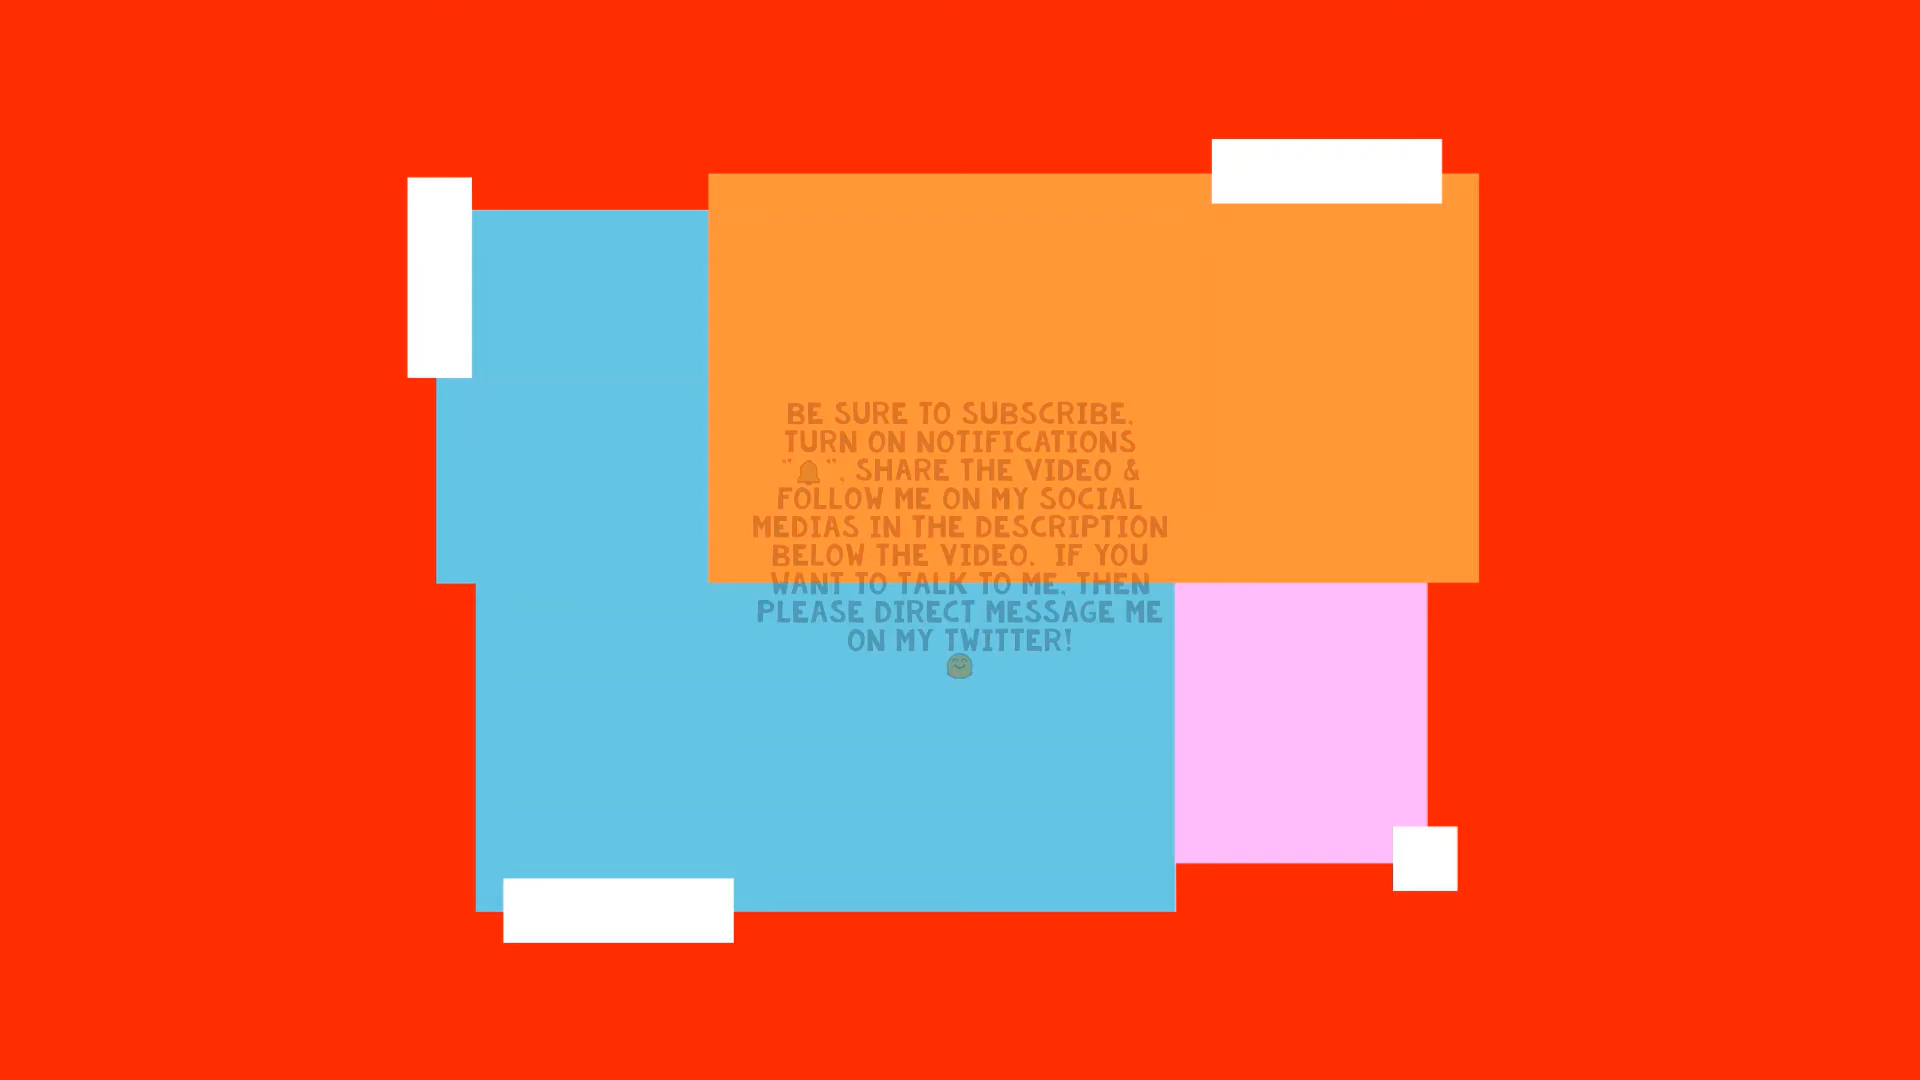 BE SURE TO SUBSCRIBE,
TURN ON NOTIFICATIONS
"🔔", SHARE THE VIDEO &
FOLLOW ME ON MY SOCIAL
MEDIAS IN THE DESCRIPTION
BELOW THE VIDEO. IF YOU
WANT TO TALK TO ME, THEN
PLEASE DIRECT MESSAGE ME
ON MY TWITTER!
😊